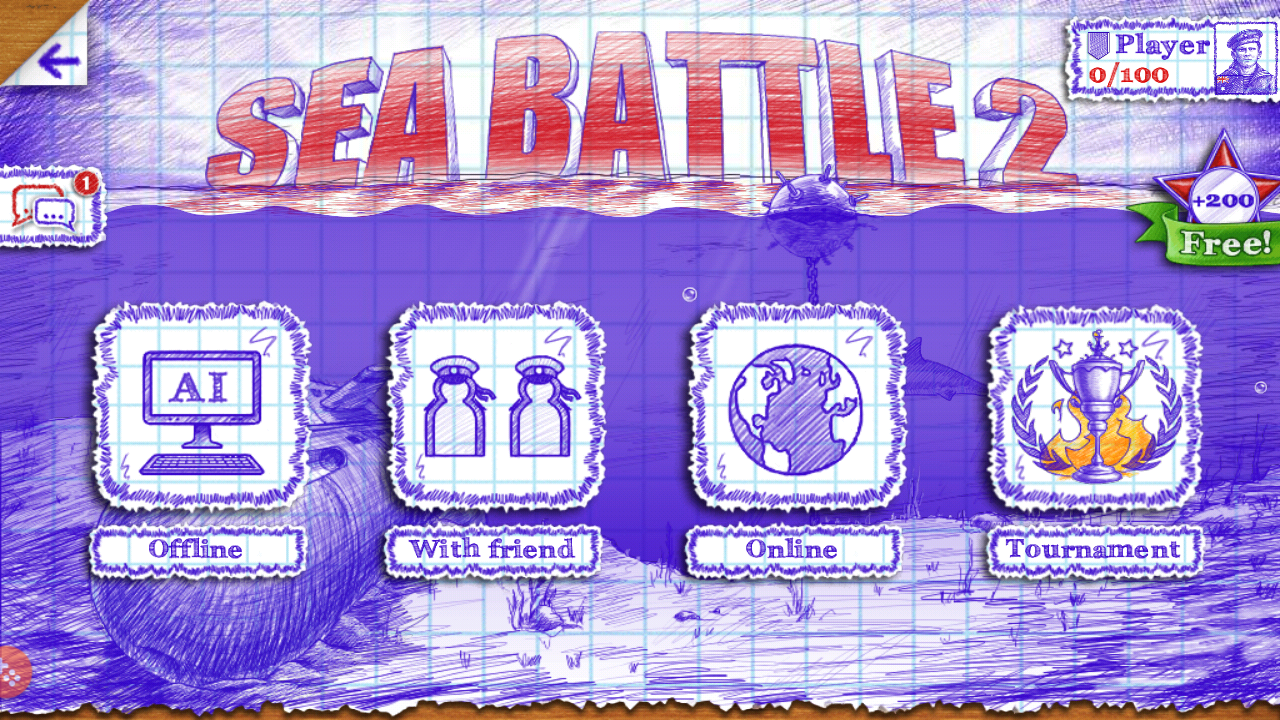 SEA BATTLE 2
Player
0/100
1
+200
Free!
AI
Offline
With friend
Online
Tournament